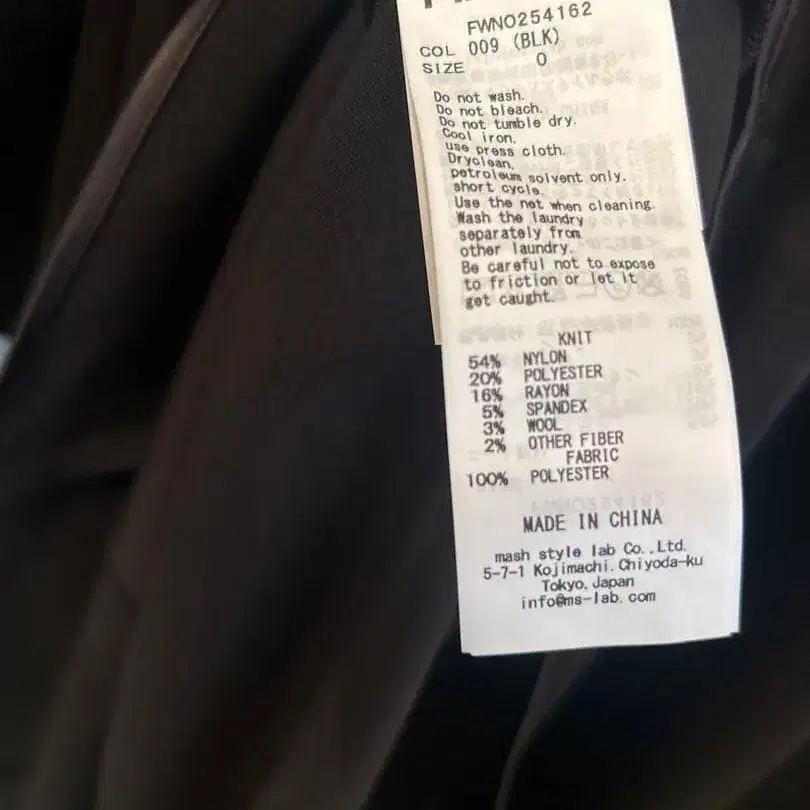 FWNO254162
COL 009 (BLK)
SIZE 0
Do not wash.
Do not bleach.
Do not tumble dry.
Cool iron.
use press cloth.
Dryclean.
petroleum solvent only.
short cycle.
Use the net when cleaning.
Wash the laundry
separately from
other laundry.
Be careful not to expose
to friction or let it
get caught.
KNIT
54% NYLON
20% POLYESTER
16% RAYON
5% SPANDEX
3% WOOL
2% OTHER FIBER
FABRIC
100% POLYESTER
MADE IN CHINA
mash style lab Co.,Ltd.
5-7-1 Kojimachi.Chiyoda-ku
Tokyo,Japan
info@ms-lab.com